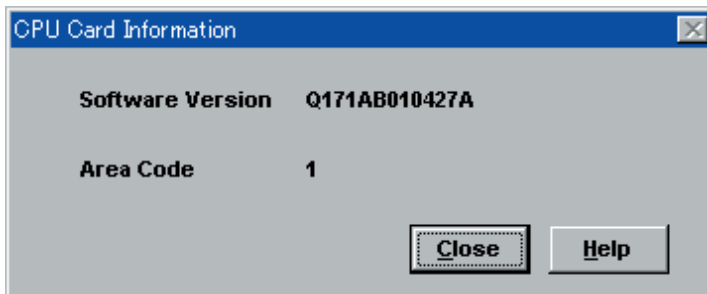 CPU Card Information
Software Version Q171AB010427A
Area Code 1
Close Help